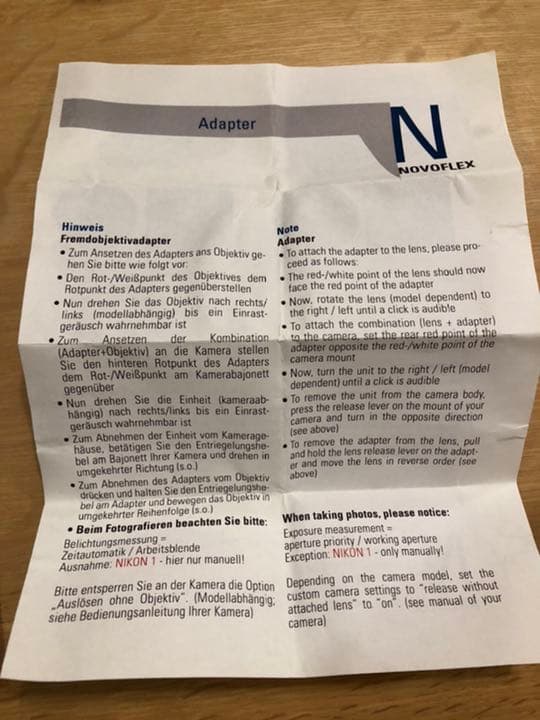 Adapter
N
NOVOFLEX
Hinweis
Fremdobjektivadapter
• Zum Ansetzen des Adapters ans Objektiv ge-
hen Sie bitte wie folgt vor:
• Den Rot-/Weißpunkt des Objektives dem
Rotpunkt des Adapters gegenüberstellen
• Nun drehen Sie das Objektiv nach rechts/
links (modellabhängig) bis ein Einrast-
geräusch wahrnehmbar ist
• Zum Ansetzen der Kombination
(Adapter+Objektiv) an die Kamera stellen
Sie den hinteren Rotpunkt des Adapters
dem Rot-/Weißpunkt am Kamerabajonett
gegenüber
• Nun drehen Sie die Einheit (kameraab-
hängig) nach rechts/links bis ein Einrast-
geräusch wahrnehmbar ist
• Zum Abnehmen der Einheit vom Kamerage-
häuse, betätigen Sie den Entriegelungshe-
bel am Bajonett Ihrer Kamera und drehen in
umgekehrter Richtung (s.o.)
• Zum Abnehmen des Adapters vom Objektiv
drücken und halten Sie den Entriegelungshe-
bel am Adapter und bewegen das Objektiv in
umgekehrter Reihenfolge (s.o.)
• Beim Fotografieren beachten Sie bitte:
Belichtungsmessung =
Zeitautomatik / Arbeitsblende
Ausnahme: NIKON 1 - hier nur manuell!
Bitte entsperren Sie an der Kamera die Option
„Auslösen ohne Objektiv". (Modellabhängig;
siehe Bedienungsanleitung Ihrer Kamera)
Note
Adapter
• To attach the adapter to the lens, please pro-
ceed as follows:
• The red-/white point of the lens should now
face the red point of the adapter
• Now, rotate the lens (model dependent) to
the right / left until a click is audible
• To attach the combination (lens + adapter)
to the camera, set the rear red point of the
adapter opposite the red-/white point of the
camera mount
• Now, turn the unit to the right / left (model
dependent) until a click is audible
• To remove the unit from the camera body,
press the release lever on the mount of your
camera and turn in the opposite direction
(see above)
• To remove the adapter from the lens, pull
and hold the lens release lever on the adapt-
er and move the lens in reverse order (see
above)
When taking photos, please notice:
Exposure measurement =
aperture priority / working aperture
Exception: NIKON 1 - only manually!
Depending on the camera model, set the
custom camera settings to "release without
attached lens" to "on". (see manual of your
camera)